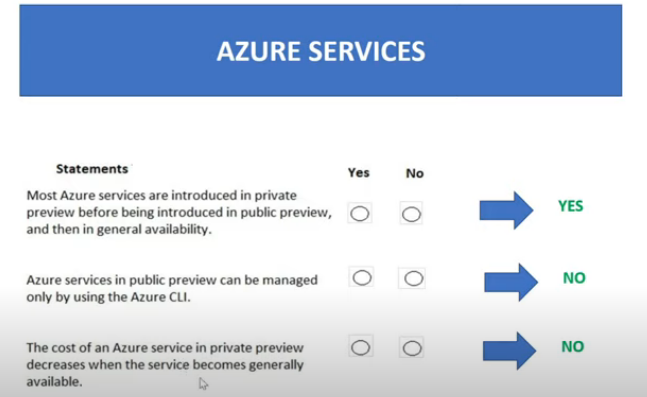 AZURE SERVICES
Statements
Yes No
Most Azure services are introduced in private
preview before being introduced in public preview,
and then in general availability.
YES
Azure services in public preview can be managed
only by using the Azure CLI.
NO
The cost of an Azure service in private preview
decreases when the service becomes generally
available.
NO